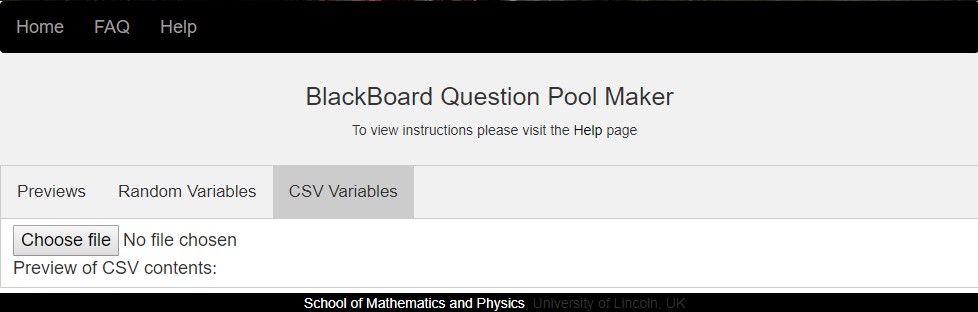 Home FAQ Help
BlackBoard Question Pool Maker
To view instructions please visit the Help page
Previews Random Variables CSV Variables
Choose file No file chosen
Preview of CSV contents:
School of Mathematics and Physics, University of Lincoln, UK